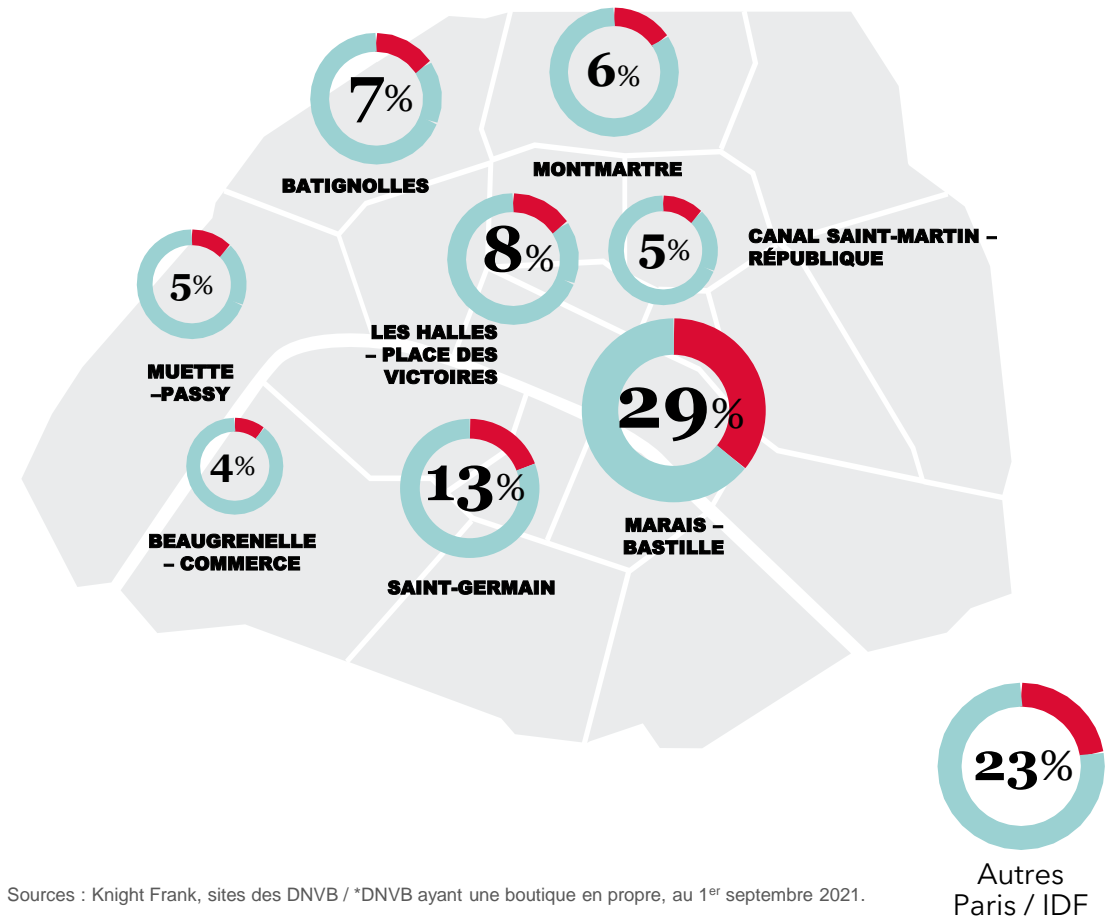 6%
7%
MONTMARTRE
BATIGNOLLES
8%
5%
CANAL SAINT-MARTIN –
RÉPUBLIQUE
5%
LES HALLES
– PLACE DES
VICTOIRES
MUETTE
–PASSY
29%
4%
13%
MARAIS –
BASTILLE
BEAUGRENELLE
– COMMERCE
SAINT-GERMAIN
23%
Autres
Paris / IDF
Sources : Knight Frank, sites des DNVB / *DNVB ayant une boutique en propre, au 1er septembre 2021.